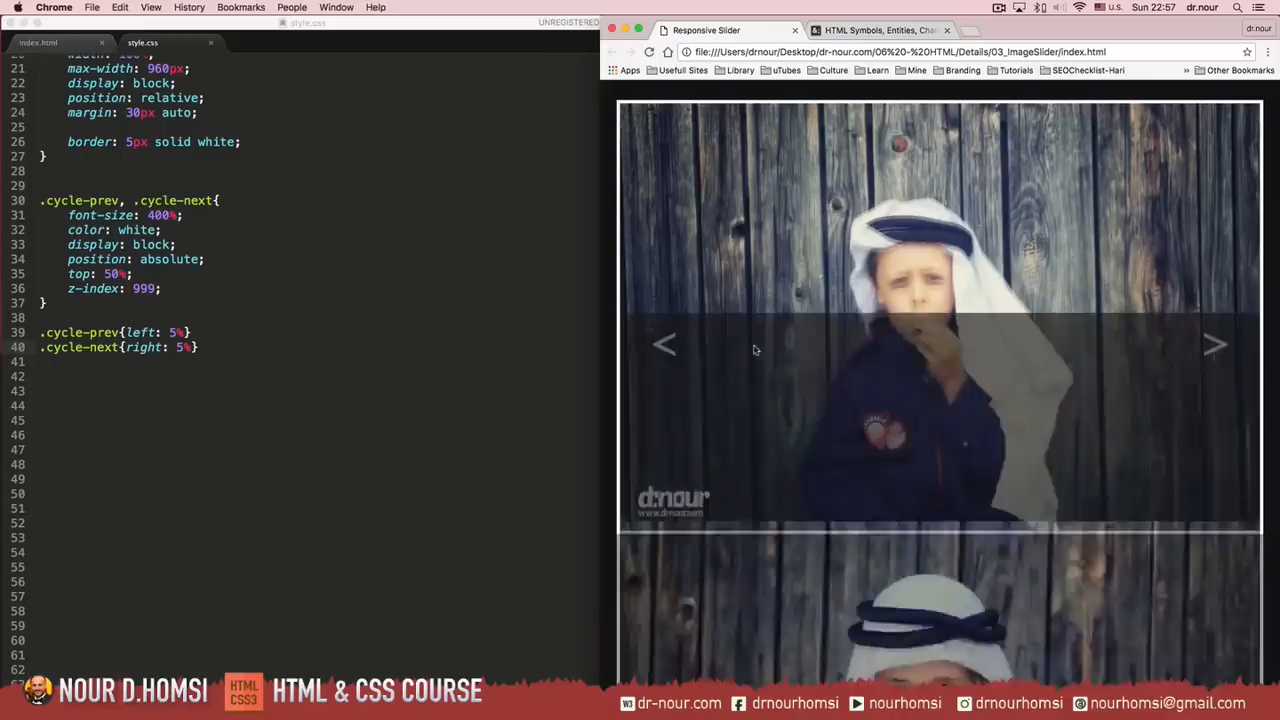 Chrome File Edit View History Bookmarks People Window Help
U.S. Sun 22:57 dr.nour
style.css
UNREGISTERED
index.html
style.css
21 max-width: 960px;
22 display: block;
23 position: relative;
24 margin: 30px auto;
25
26 border: 5px solid white;
27 }
28
29
30 .cycle-prev, .cycle-next{
31 font-size: 400%;
32 color: white;
33 display: block;
34 position: absolute;
35 top: 50%;
36 z-index: 999;
37 }
38
39 .cycle-prev{left: 5%}
40 .cycle-next{right: 5%}
41
42
43
44
45
46
47
48
49
50
51
52
53
54
55
56
57
58
59
60
61
62
Responsive Slider
HTML Symbols, Entities, Cha
dr.nour
file:///Users/drnour/Desktop/dr-nour.com/06%20-%20HTML/Details/03_ImageSlider/index.html
Apps Usefull Sites Library uTubes Culture Learn Mine Branding Tutorials SEOChecklist-Hari » Other Bookmarks
< >
d:nour
NOUR D.HOMSI
HTML CSS3
HTML & CSS COURSE
W3 dr-nour.com drnourhomsi nourhomsi drnourhomsi nourhomsi@gmail.com